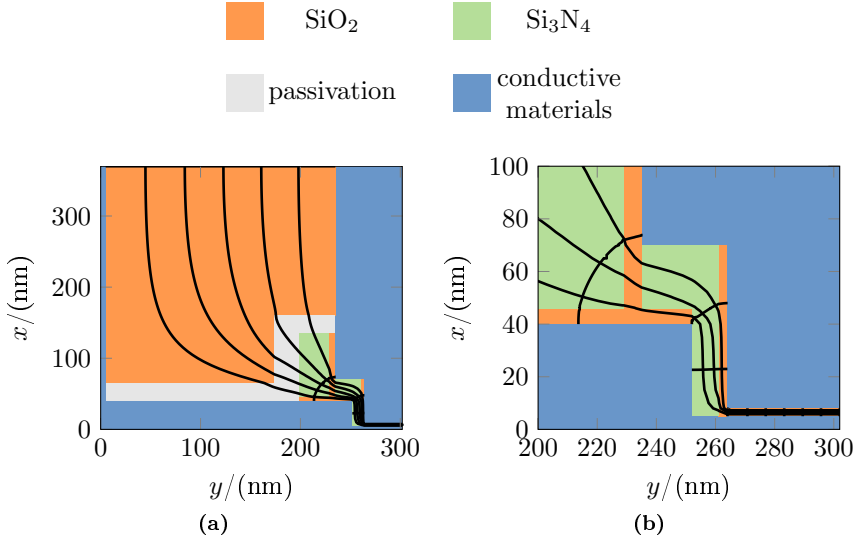 SiO₂ Si₃N₄
passivation conductive
materials
300
200
100
0
0 100 200 300
x/(nm)
y/(nm)
(a)
100
80
60
40
20
0
200 220 240 260 280 300
x/(nm)
y/(nm)
(b)